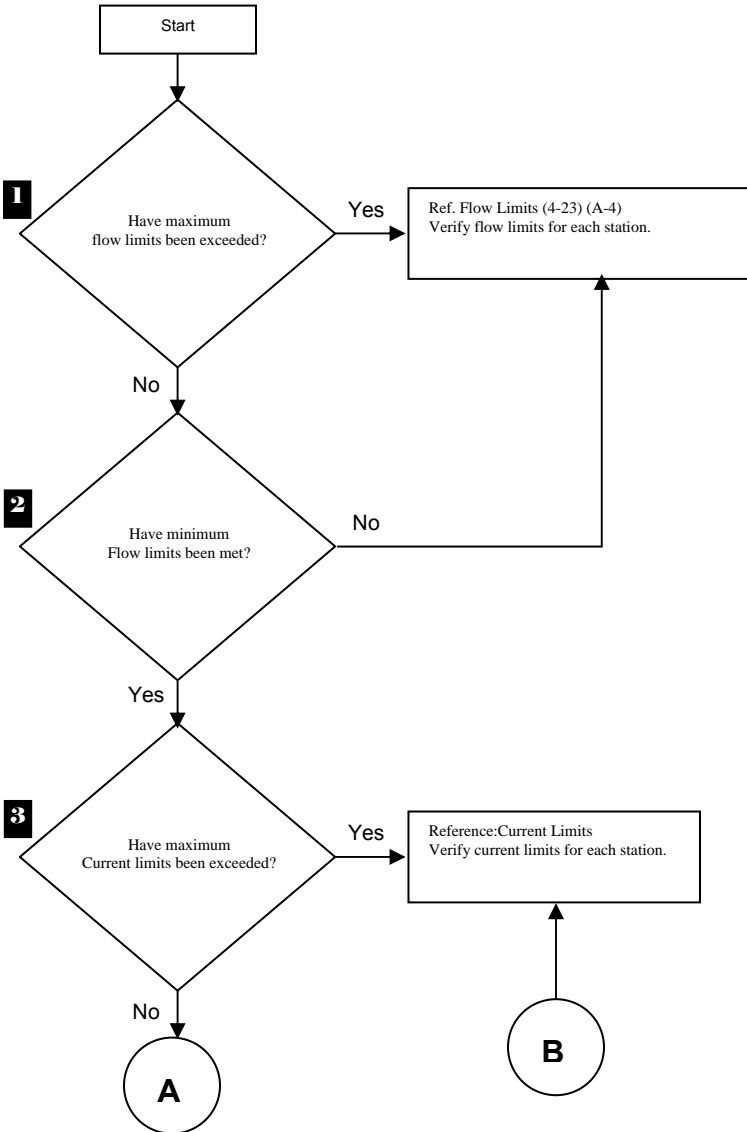 Start
1
Have maximum
flow limits been exceeded?
Yes
Ref. Flow Limits (4-23) (A-4)
Verify flow limits for each station.
No
2
Have minimum
Flow limits been met?
No
Yes
3
Have maximum
Current limits been exceeded?
Yes
Reference:Current Limits
Verify current limits for each station.
No
A
B